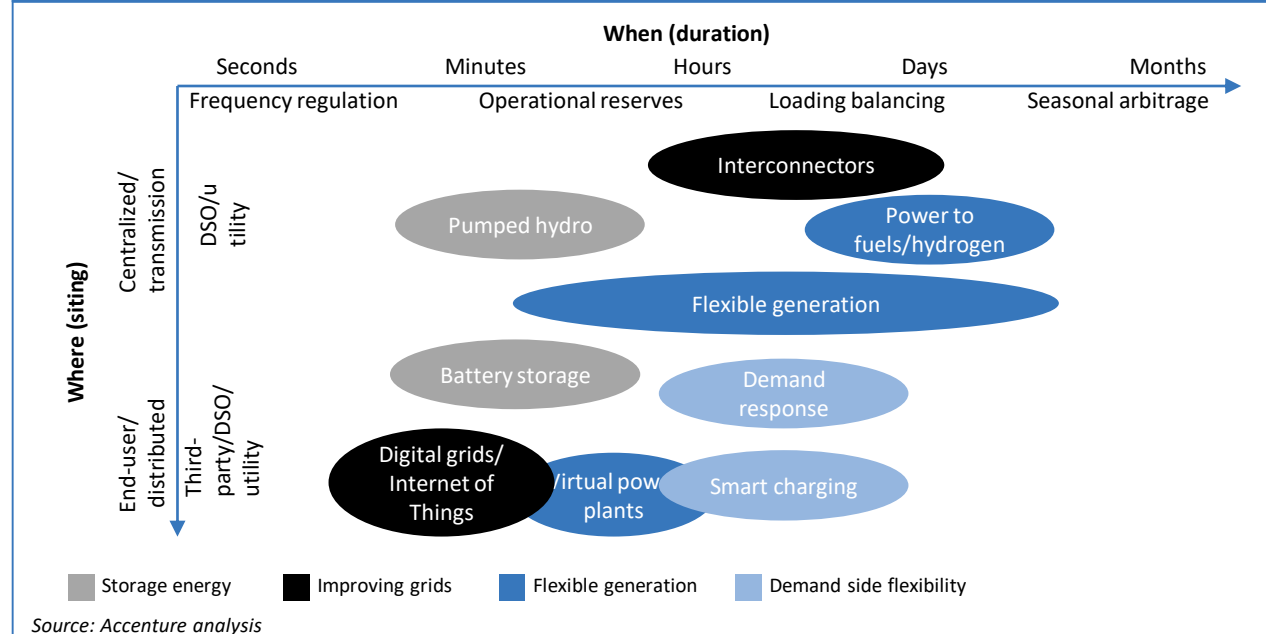 When (duration)
Seconds Minutes Hours Days Months
Frequency regulation Operational reserves Loading balancing Seasonal arbitrage
Where (siting)
Centralized/
transmission
DSO/u
tility
End-user/
distributed
Third-
party/DSO/
utility
Interconnectors
Pumped hydro
Power to
fuels/hydrogen
Flexible generation
Battery storage
Demand
response
Digital grids/
Internet of
Things
plants
Smart charging
Storage energy Improving grids Flexible generation Demand side flexibility
Source: Accenture analysis